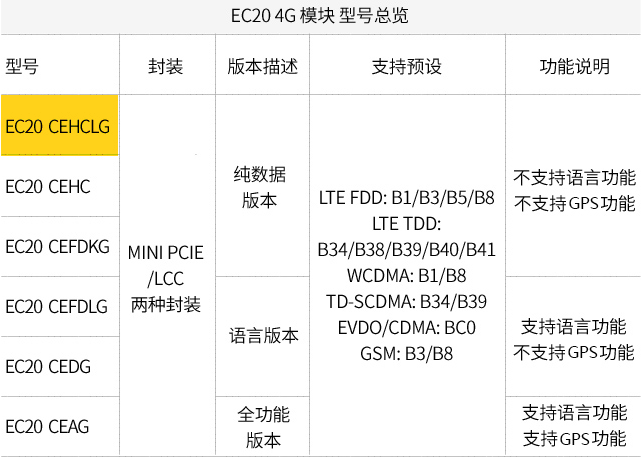 EC20 4G 模块 型号总览
型号
封装
版本描述
支持预设
功能说明
EC20 CEHCLG
EC20 CEHC
EC20 CEFDKG
EC20 CEFDLG
EC20 CEDG
EC20 CEAG
MINI PCIE
/LCC
两种封装
纯数据
版本
语言版本
全功能
版本
LTE FDD: B1/B3/B5/B8
LTE TDD:
B34/B38/B39/B40/B41
WCDMA: B1/B8
TD-SCDMA: B34/B39
EVDO/CDMA: BC0
GSM: B3/B8
不支持语言功能
不支持GPS功能
支持语言功能
不支持GPS功能
支持语言功能
支持GPS功能